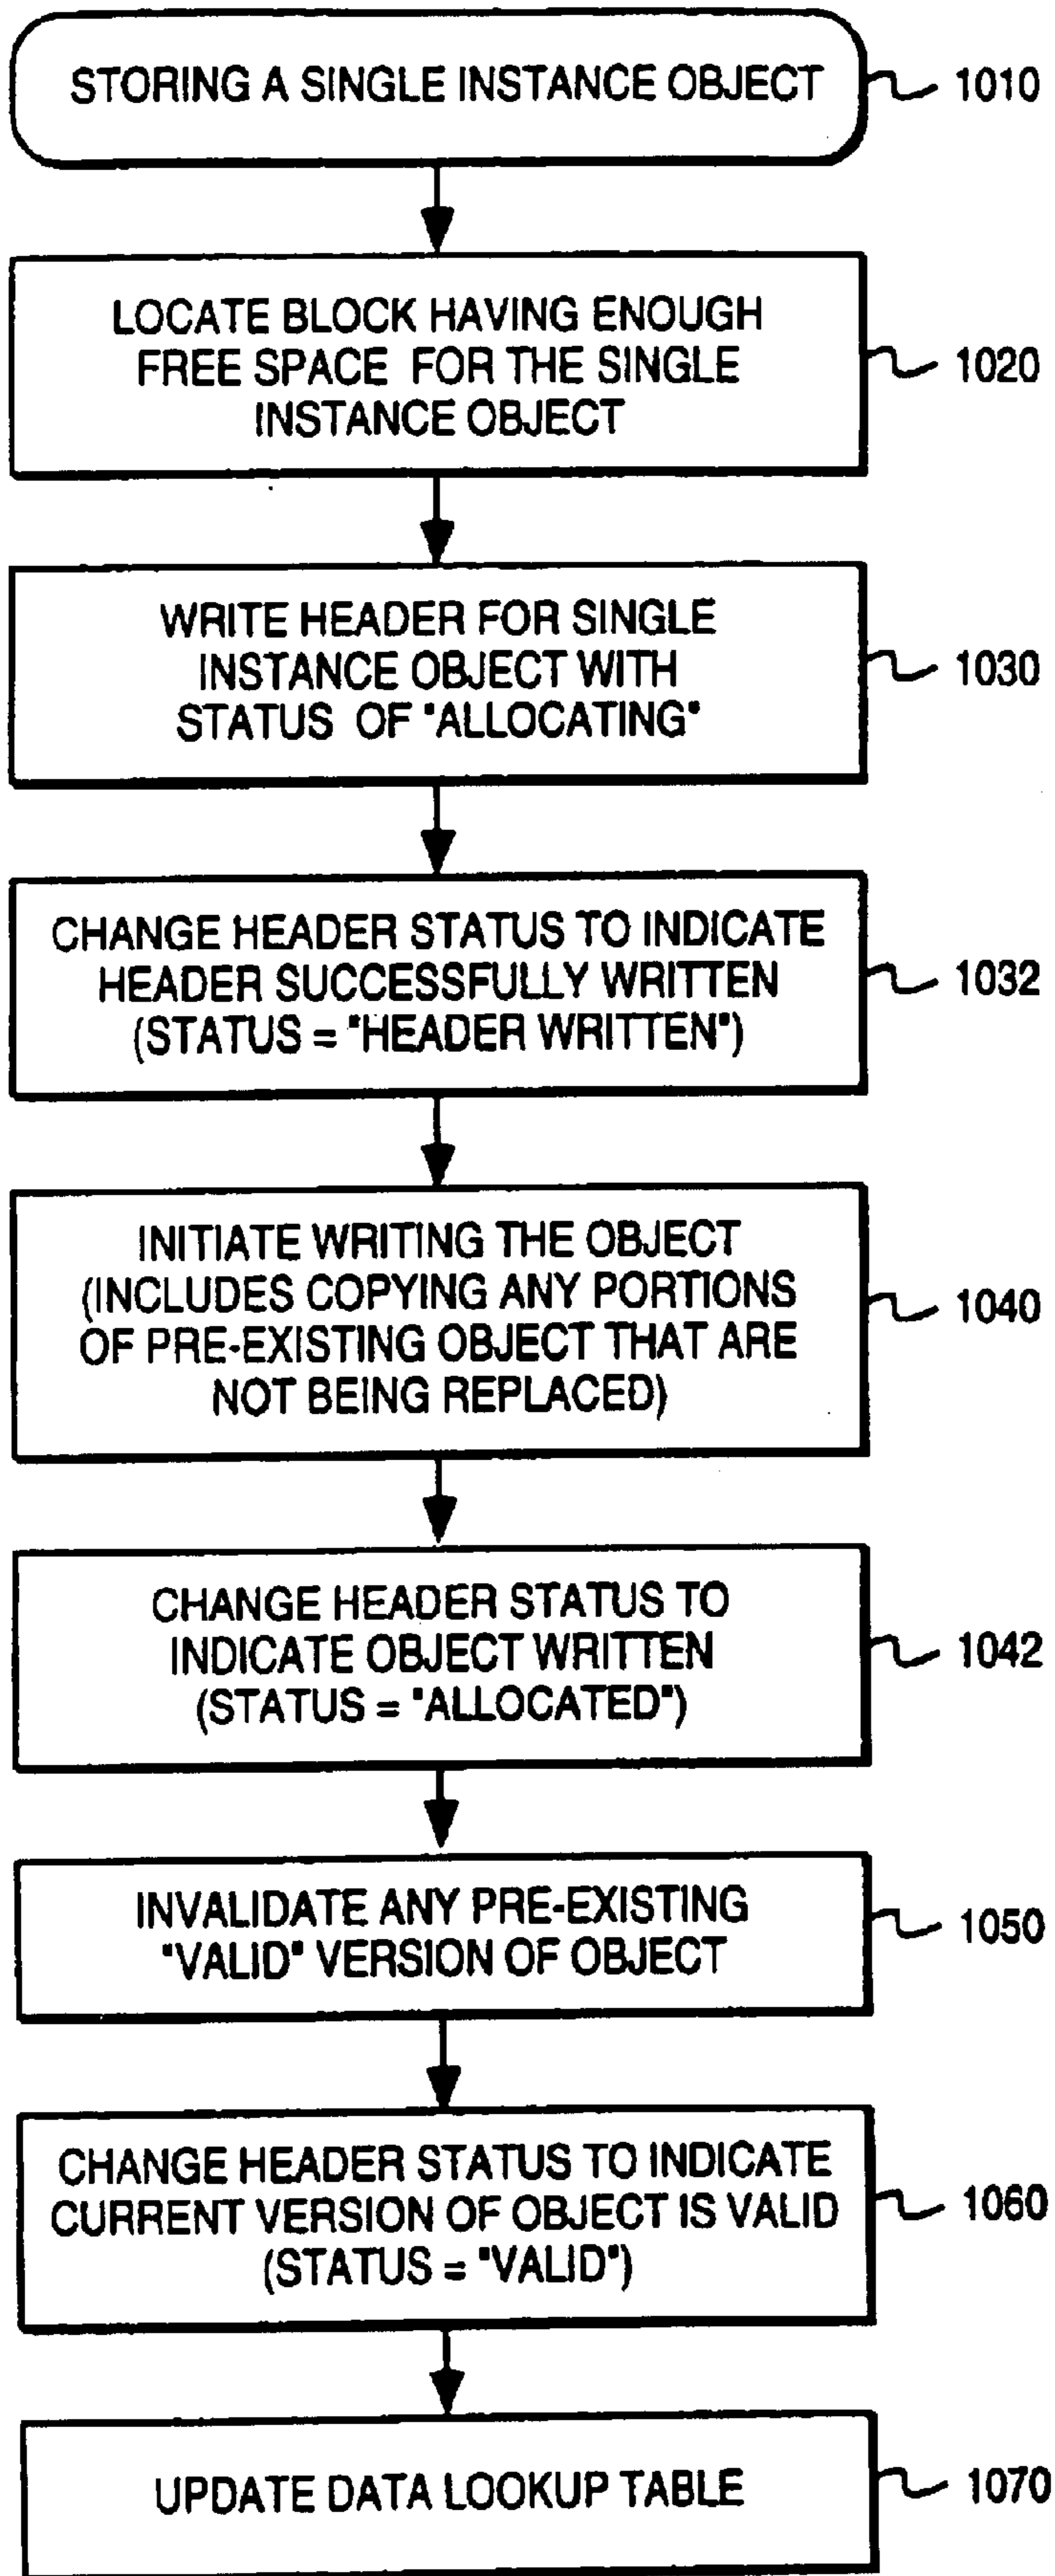 STORING A SINGLE INSTANCE OBJECT
1010
LOCATE BLOCK HAVING ENOUGH
FREE SPACE FOR THE SINGLE
INSTANCE OBJECT
1020
WRITE HEADER FOR SINGLE
INSTANCE OBJECT WITH
STATUS OF "ALLOCATING"
1030
CHANGE HEADER STATUS TO INDICATE
HEADER SUCCESSFULLY WRITTEN
(STATUS = "HEADER WRITTEN")
1032
INITIATE WRITING THE OBJECT
(INCLUDES COPYING ANY PORTIONS
OF PRE-EXISTING OBJECT THAT ARE
NOT BEING REPLACED)
1040
CHANGE HEADER STATUS TO
INDICATE OBJECT WRITTEN
(STATUS = "ALLOCATED")
1042
INVALIDATE ANY PRE-EXISTING
"VALID" VERSION OF OBJECT
1050
CHANGE HEADER STATUS TO INDICATE
CURRENT VERSION OF OBJECT IS VALID
(STATUS = "VALID")
1060
UPDATE DATA LOOKUP TABLE
1070